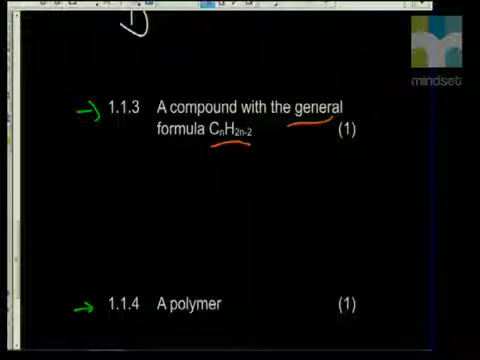 mindset
1.1.3 A compound with the general
formula CₙH₂ₙ₋₂ (1)
1.1.4 A polymer (1)